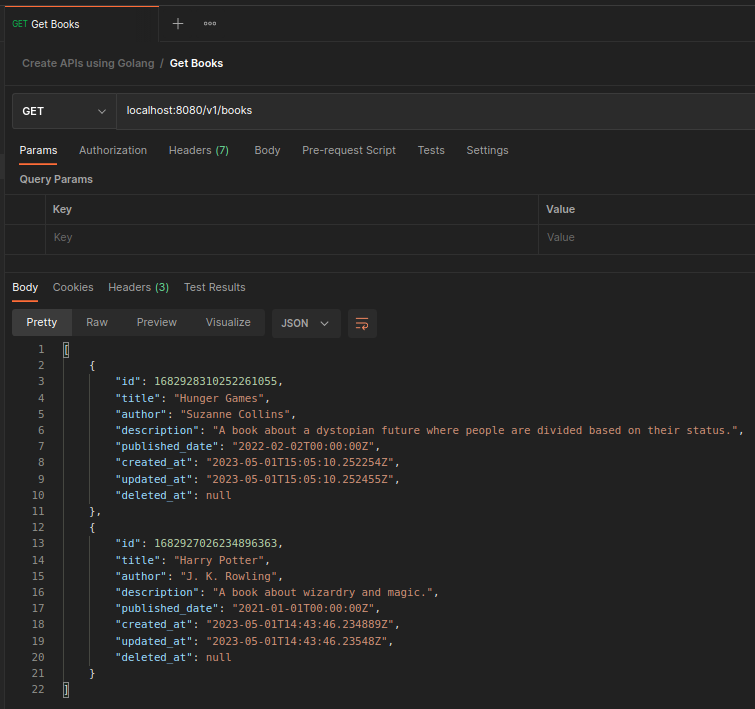 GET Get Books
Create APIs using Golang / Get Books
GET localhost:8080/v1/books
Params Authorization Headers (7) Body Pre-request Script Tests Settings
Query Params
Key Value
Key Value
Body Cookies Headers (3) Test Results
Pretty Raw Preview Visualize JSON
1 [
2 {
3 "id": 1682928310252261055,
4 "title": "Hunger Games",
5 "author": "Suzanne Collins",
6 "description": "A book about a dystopian future where people are divided based on their status.",
7 "published_date": "2022-02-02T00:00:00Z",
8 "created_at": "2023-05-01T15:05:10.252254Z",
9 "updated_at": "2023-05-01T15:05:10.252455Z",
10 "deleted_at": null
11 },
12 {
13 "id": 1682927026234896363,
14 "title": "Harry Potter",
15 "author": "J. K. Rowling",
16 "description": "A book about wizardry and magic.",
17 "published_date": "2021-01-01T00:00:00Z",
18 "created_at": "2023-05-01T14:43:46.234889Z",
19 "updated_at": "2023-05-01T14:43:46.23548Z",
20 "deleted_at": null
21 }
22 ]